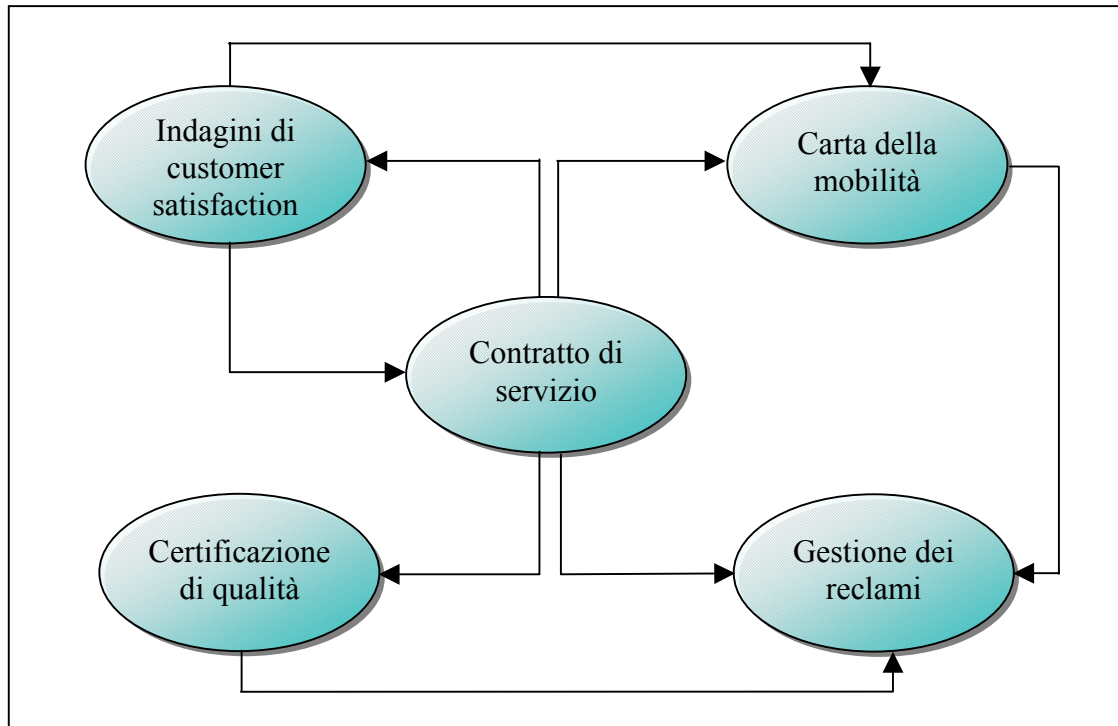 Indagini di
customer
satisfaction
Carta della
mobilità
Contratto di
servizio
Certificazione
di qualità
Gestione dei
reclami